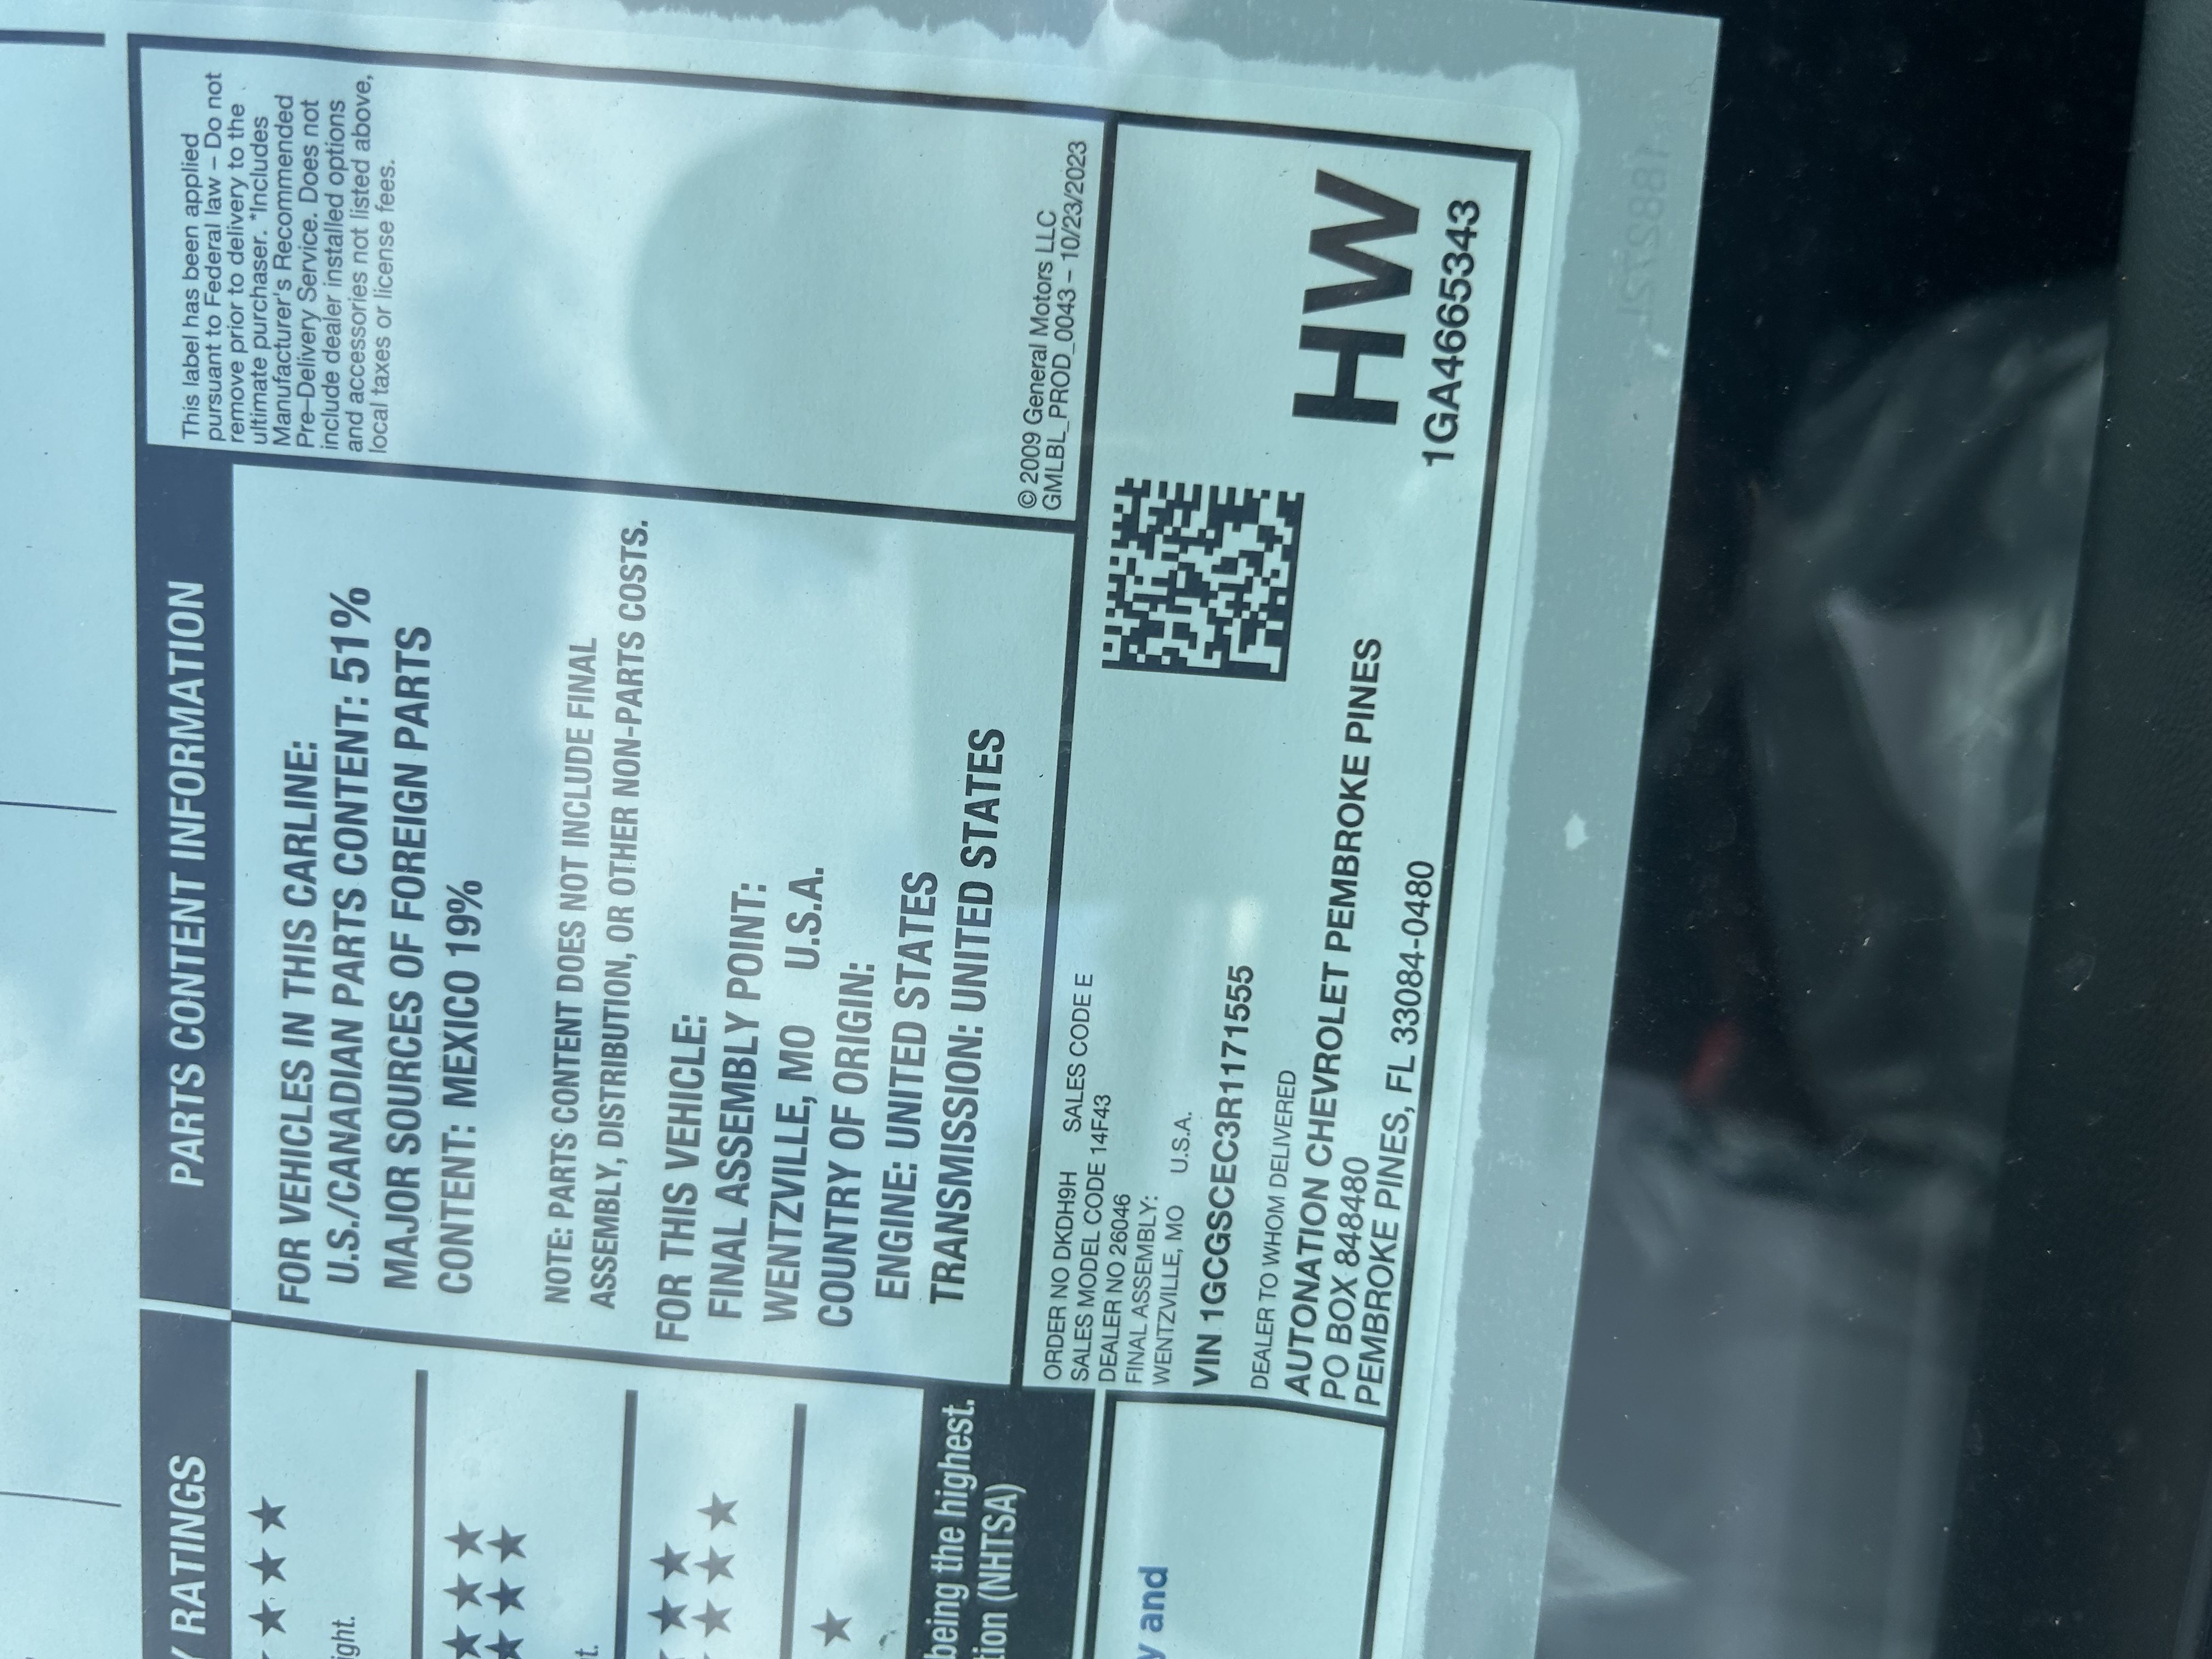 PARTS CONTENT INFORMATION
FOR VEHICLES IN THIS CARLINE:
U.S./CANADIAN PARTS CONTENT: 51%
MAJOR SOURCES OF FOREIGN PARTS
CONTENT: MEXICO 19%
NOTE: PARTS CONTENT DOES NOT INCLUDE FINAL
ASSEMBLY, DISTRIBUTION, OR OTHER NON-PARTS COSTS.
FOR THIS VEHICLE:
FINAL ASSEMBLY POINT:
WENTZVILLE, MO U.S.A.
COUNTRY OF ORIGIN:
ENGINE: UNITED STATES
TRANSMISSION: UNITED STATES
This label has been applied
pursuant to Federal law – Do not
remove prior to delivery to the
ultimate purchaser. *Includes
Manufacturer's Recommended
Pre–Delivery Service. Does not
include dealer installed options
and accessories not listed above,
local taxes or license fees.
© 2009 General Motors LLC
GMLBL_PROD_0043 – 10/23/2023
ORDER NO DKDH9H SALES CODE E
SALES MODEL CODE 14F43
DEALER NO 26046
FINAL ASSEMBLY:
WENTZVILLE, MO U.S.A.
VIN 1GCGSCEC3R1171555
DEALER TO WHOM DELIVERED
AUTONATION CHEVROLET PEMBROKE PINES
PO BOX 848480
PEMBROKE PINES, FL 33084-0480
HW
1GA4665343
RATINGS
being the highest.
(NHTSA)
and